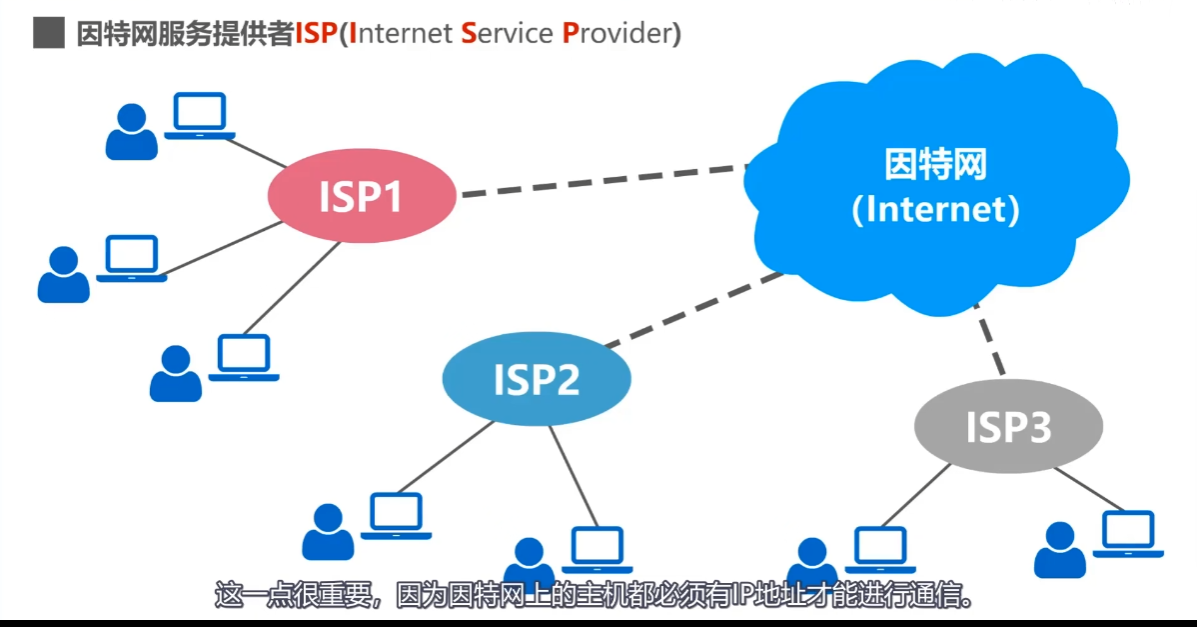 因特网服务提供者ISP(Internet Service Provider)
因特网
(Internet)
ISP1
ISP2
ISP3
这一点很重要，因为因特网上的主机都必须有IP地址才能进行通信。